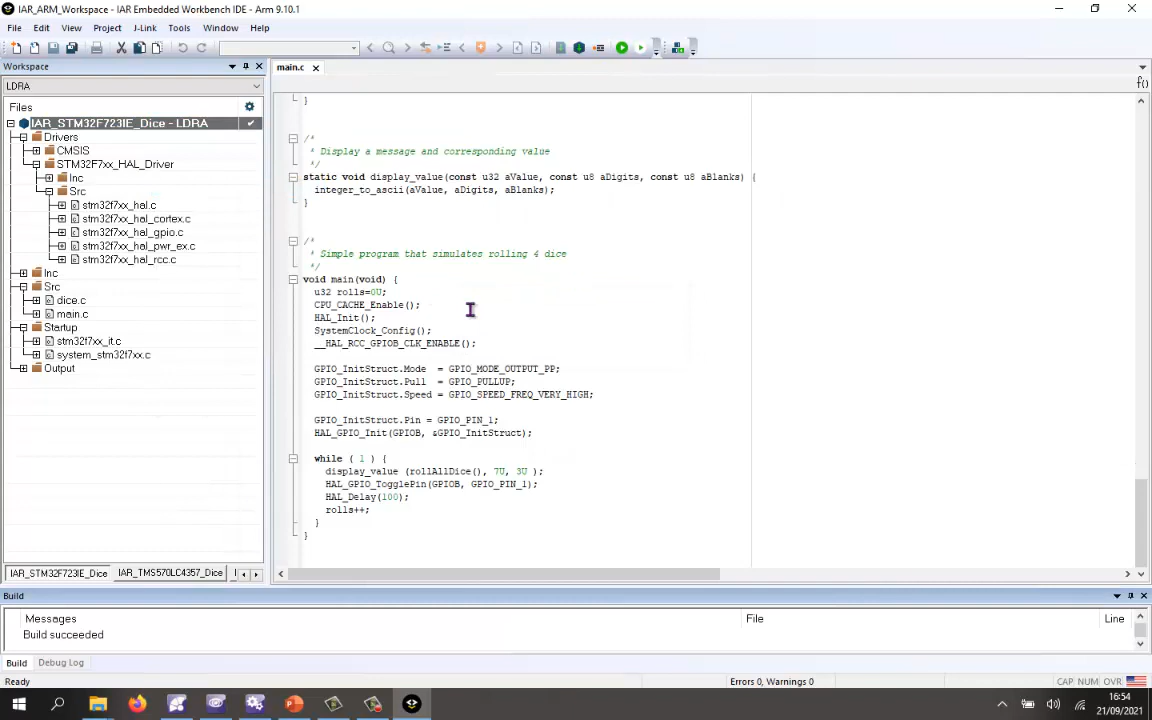 IAR_ARM_Workspace - IAR Embedded Workbench IDE - Arm 9.10.1
File Edit View Project J-Link Tools Window Help
Workspace
LDRA
Files
IAR_STM32F723IE_Dice - LDRA
Drivers
CMSIS
STM32F7xx_HAL_Driver
Inc
Src
stm32f7xx_hal.c
stm32f7xx_hal_cortex.c
stm32f7xx_hal_gpio.c
stm32f7xx_hal_pwr_ex.c
stm32f7xx_hal_rcc.c
Inc
Src
dice.c
main.c
Startup
stm32f7xx_it.c
system_stm32f7xx.c
Output
IAR_STM32F723IE_Dice IAR_TMS570LC4357_Dice
main.c
f()
}
/*
* Display a message and corresponding value
*/
static void display_value(const u32 aValue, const u8 aDigits, const u8 aBlanks) {
integer_to_ascii(aValue, aDigits, aBlanks);
}
/*
* Simple program that simulates rolling 4 dice
*/
void main(void) {
u32 rolls=0U;
CPU_CACHE_Enable();
HAL_Init();
SystemClock_Config();
__HAL_RCC_GPIOB_CLK_ENABLE();
GPIO_InitStruct.Mode = GPIO_MODE_OUTPUT_PP;
GPIO_InitStruct.Pull = GPIO_PULLUP;
GPIO_InitStruct.Speed = GPIO_SPEED_FREQ_VERY_HIGH;
GPIO_InitStruct.Pin = GPIO_PIN_1;
HAL_GPIO_Init(GPIOB, &GPIO_InitStruct);
while ( 1 ) {
display_value (rollAllDice(), 7U, 3U );
HAL_GPIO_TogglePin(GPIOB, GPIO_PIN_1);
HAL_Delay(100);
rolls++;
}
}
Build
Messages File Line
Build succeeded
Build Debug Log
Ready Errors 0, Warnings 0 CAP NUM OVR
16:54
21/09/2021